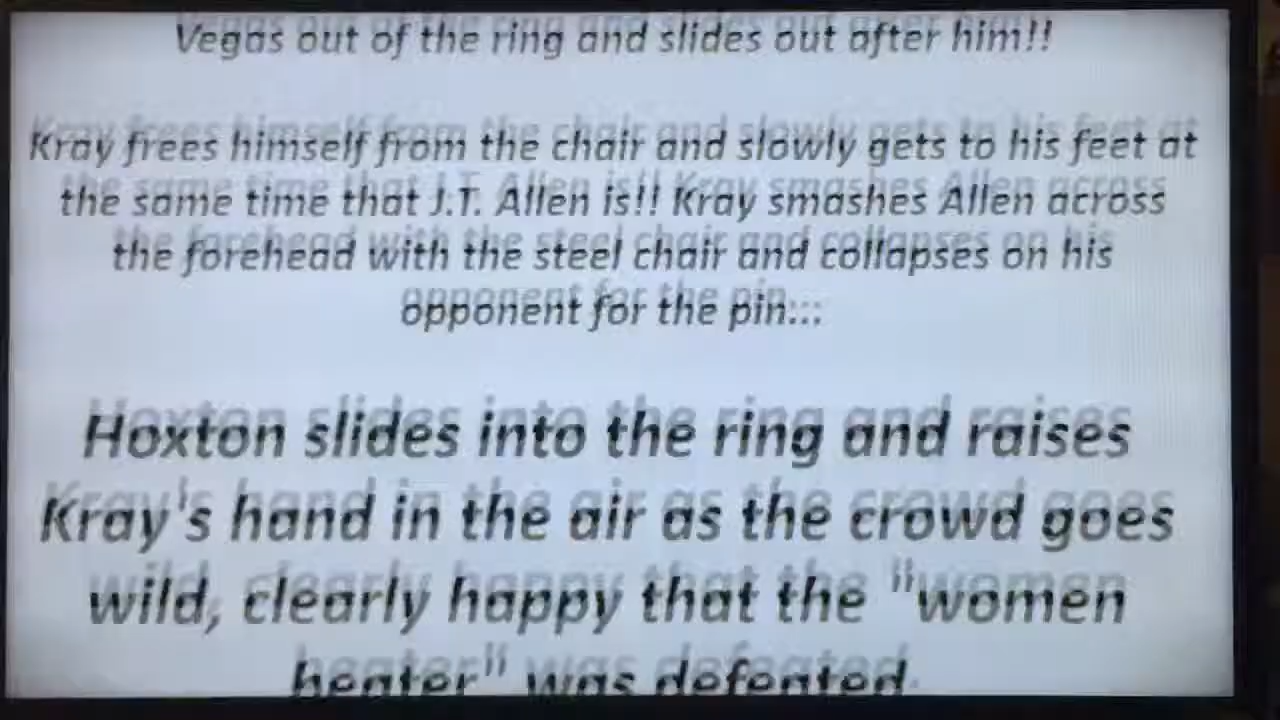 Vegas out of the ring and slides out after him!!
Kray frees himself from the chair and slowly gets to his feet at
the same time that J.T. Allen is!! Kray smashes Allen across
the forehead with the steel chair and collapses on his
opponent for the pin:::
Hoxton slides into the ring and raises
Kray's hand in the air as the crowd goes
wild, clearly happy that the "women
beater" was defeated.